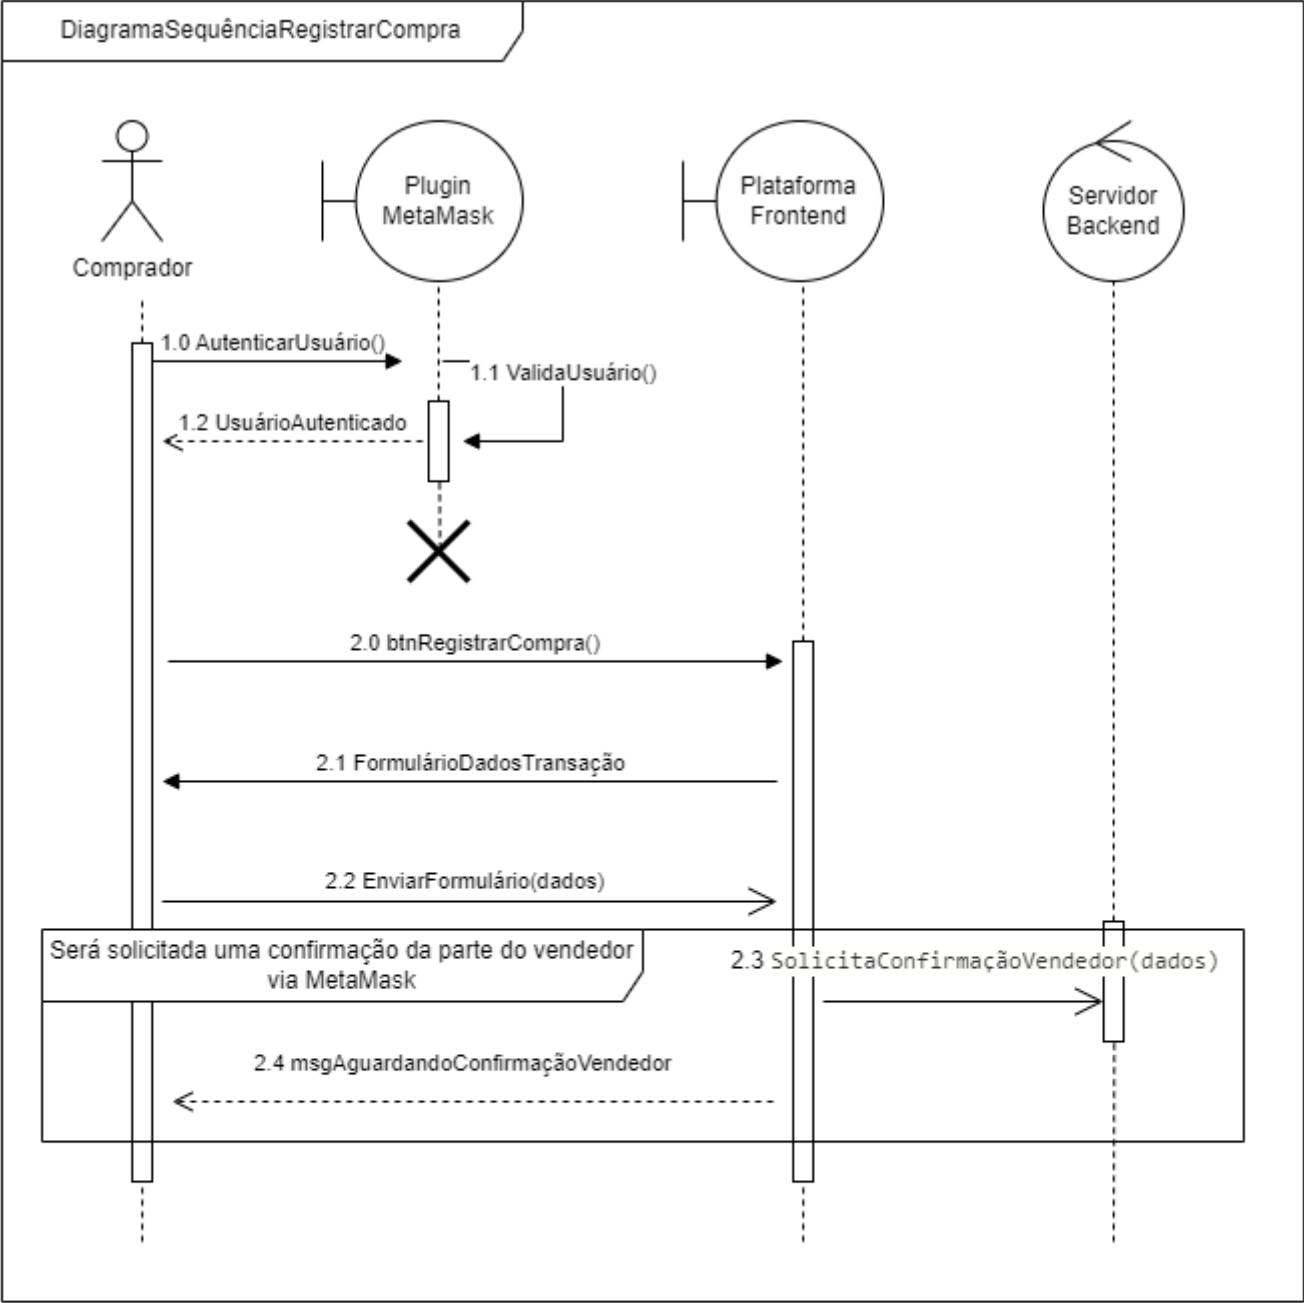 DiagramaSequênciaRegistrarCompra
Plugin
MetaMask
Plataforma
Frontend
Servidor
Backend
Comprador
1.0 AutenticarUsuário()
1.1 ValidaUsuário()
1.2 UsuárioAutenticado
2.0 btnRegistrarCompra()
2.1 FormulárioDadosTransação
2.2 EnviarFormulário(dados)
Será solicitada uma confirmação da parte do vendedor
via MetaMask
2.3 SolicitaConfirmaçãoVendedor(dados)
2.4 msgAguardandoConfirmaçãoVendedor